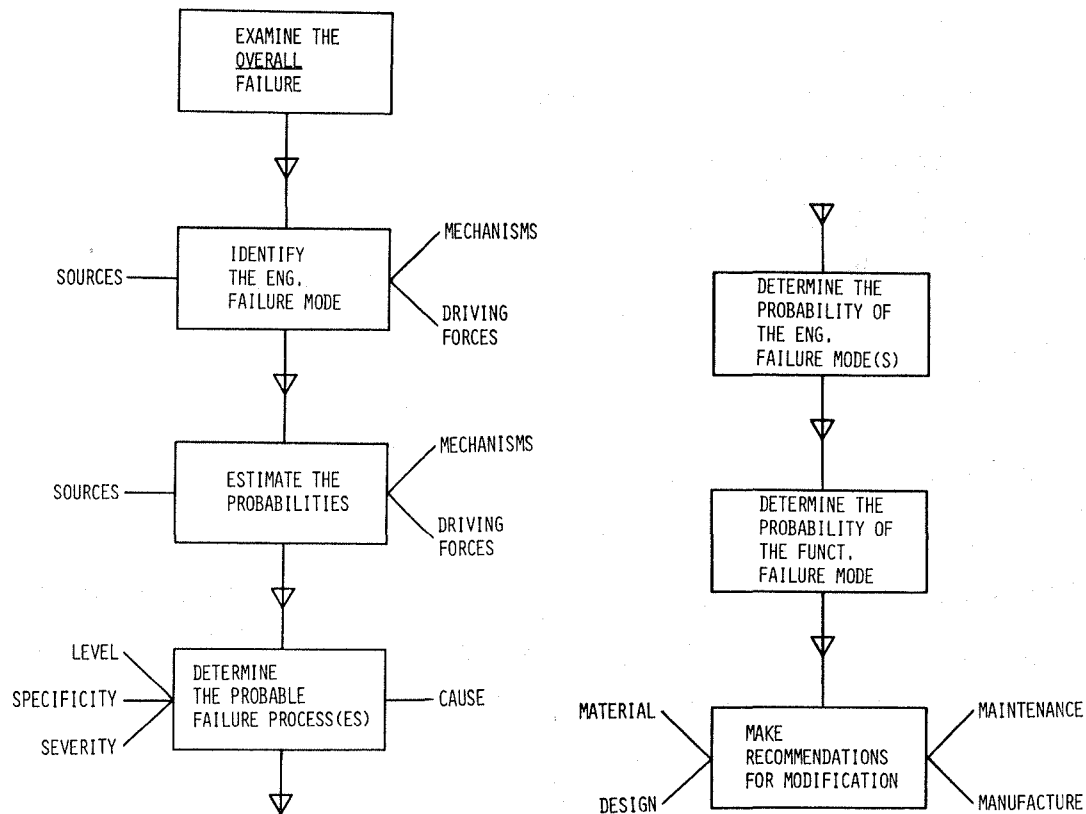 EXAMINE THE
OVERALL
FAILURE
MECHANISMS
IDENTIFY
THE ENG.
FAILURE MODE
SOURCES
DRIVING
FORCES
MECHANISMS
ESTIMATE THE
PROBABILITIES
SOURCES
DRIVING
FORCES
LEVEL
SPECIFICITY
SEVERITY
DETERMINE
THE PROBABLE
FAILURE PROCESS(ES)
CAUSE
DETERMINE THE
PROBABILITY OF
THE ENG.
FAILURE MODE(S)
DETERMINE THE
PROBABILITY OF
THE FUNCT.
FAILURE MODE
MATERIAL
DESIGN
MAKE
RECOMMENDATIONS
FOR MODIFICATION
MAINTENANCE
MANUFACTURE